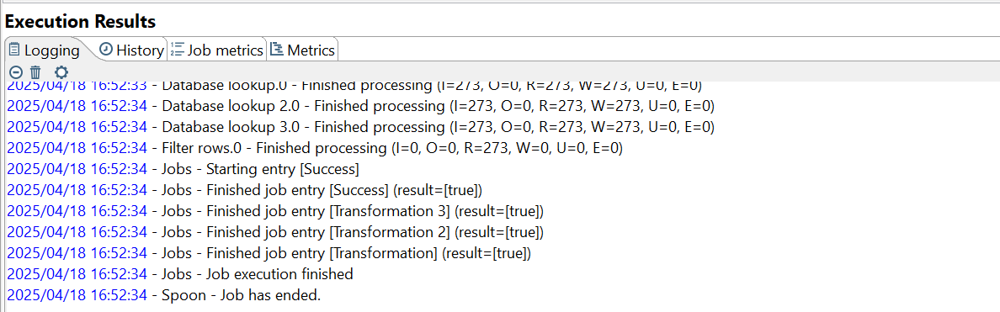 Execution Results
Logging History Job metrics Metrics
2025/04/18 16:52:33 - Database lookup.0 - Finished processing (I=273, O=0, R=273, W=273, U=0, E=0)
2025/04/18 16:52:34 - Database lookup 2.0 - Finished processing (I=273, O=0, R=273, W=273, U=0, E=0)
2025/04/18 16:52:34 - Database lookup 3.0 - Finished processing (I=273, O=0, R=273, W=273, U=0, E=0)
2025/04/18 16:52:34 - Filter rows.0 - Finished processing (I=0, O=0, R=273, W=0, U=0, E=0)
2025/04/18 16:52:34 - Jobs - Starting entry [Success]
2025/04/18 16:52:34 - Jobs - Finished job entry [Success] (result=[true])
2025/04/18 16:52:34 - Jobs - Finished job entry [Transformation 3] (result=[true])
2025/04/18 16:52:34 - Jobs - Finished job entry [Transformation 2] (result=[true])
2025/04/18 16:52:34 - Jobs - Finished job entry [Transformation] (result=[true])
2025/04/18 16:52:34 - Jobs - Job execution finished
2025/04/18 16:52:34 - Spoon - Job has ended.